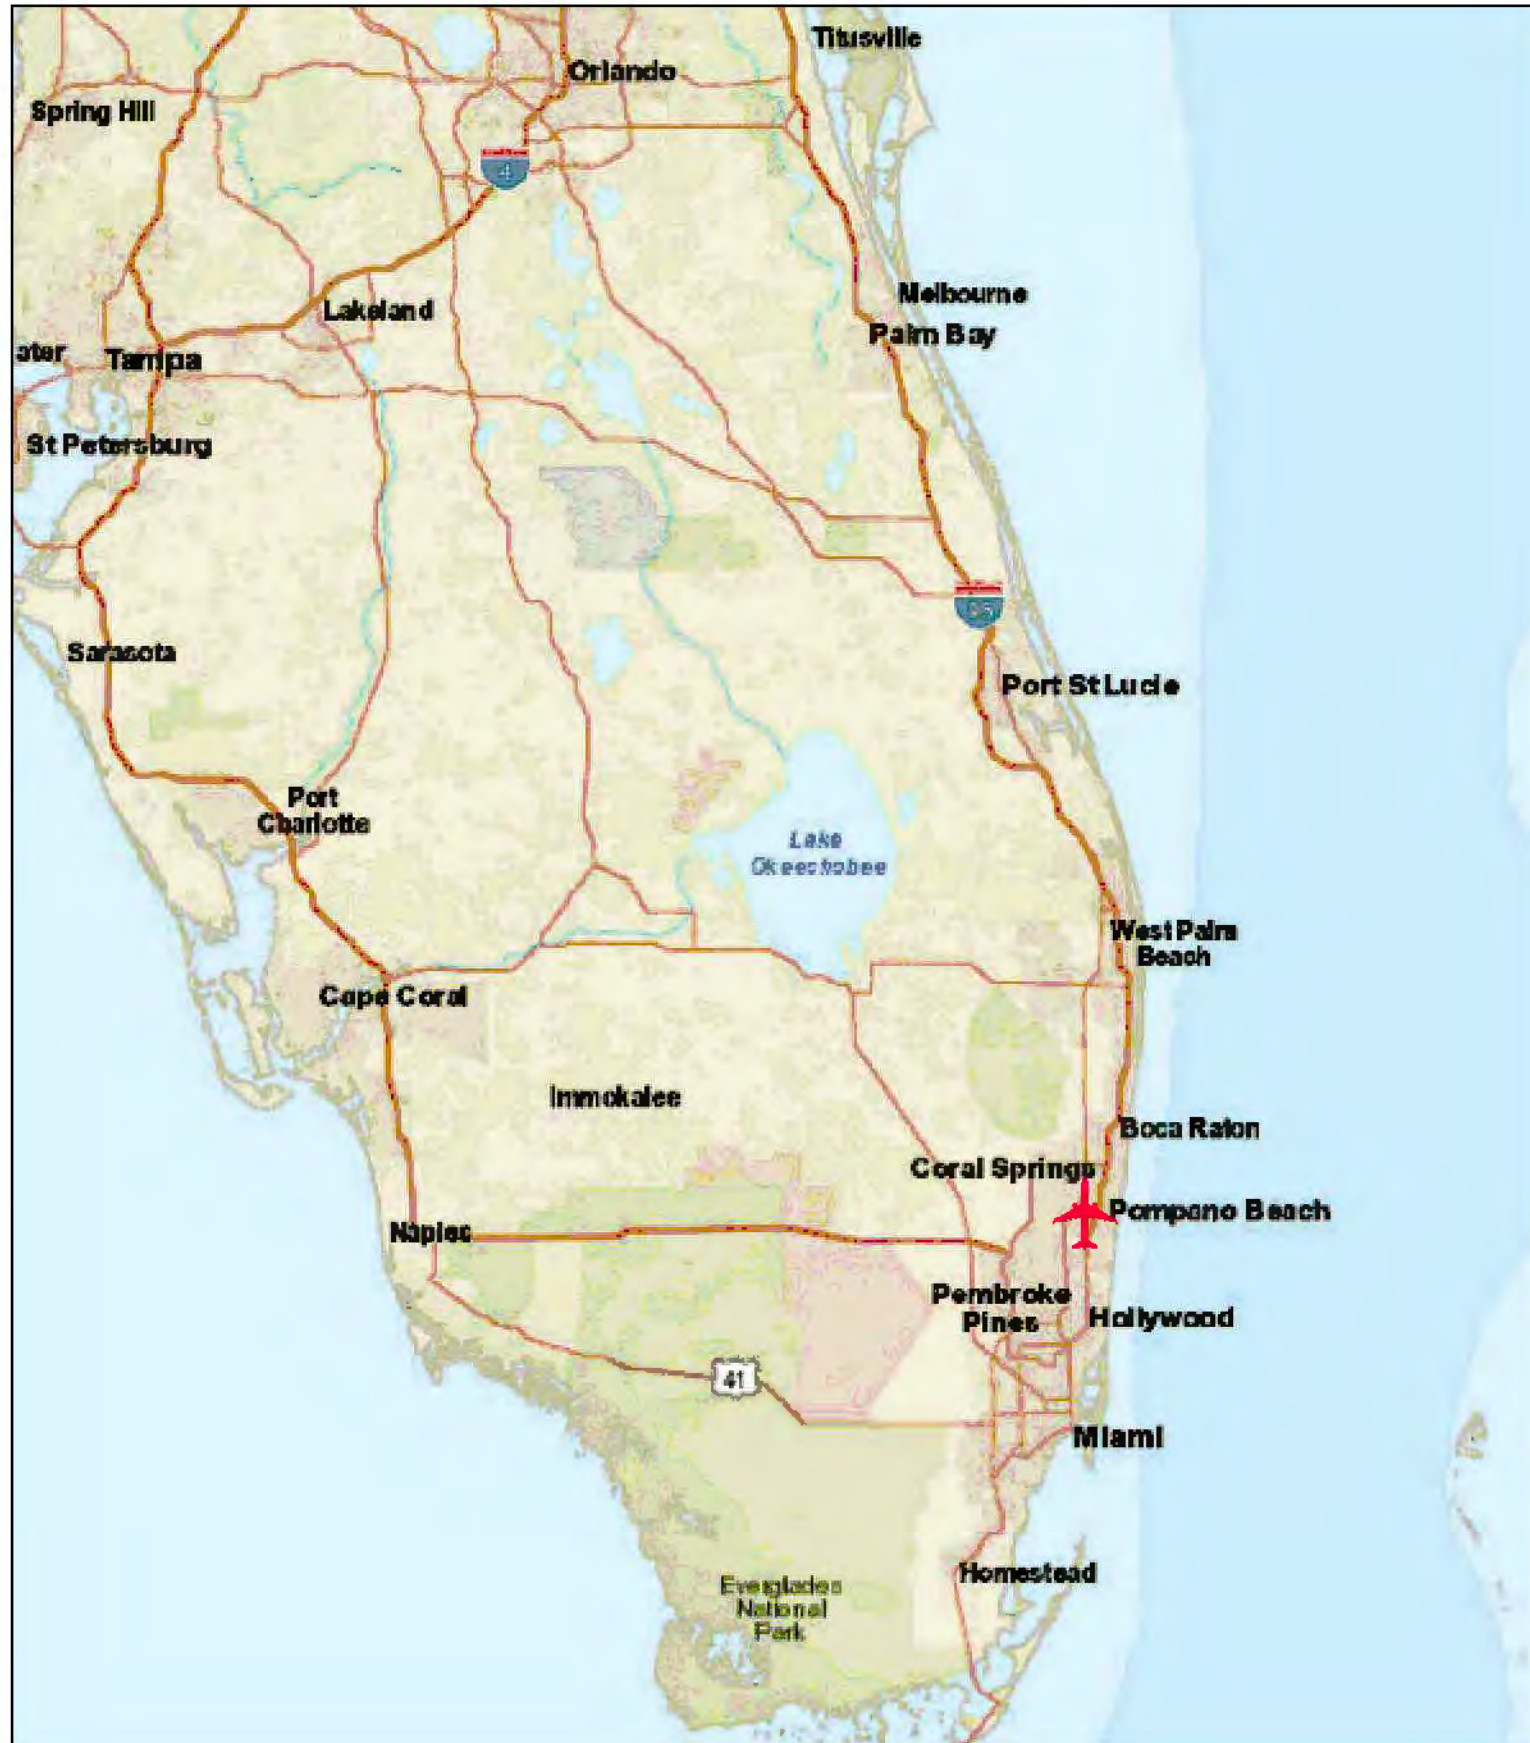 Titusville
Orlando
Spring Hill
4
Melbourne
Lakeland
Palm Bay
ater
Tampa
St Petersburg
95
Sarasota
Port St Lucie
Port
Charlotte
Lake
Okeechobee
West Palm
Beach
Cape Coral
Immokalee
Boca Raton
Coral Springs
Pompano Beach
Naples
Pembroke
Pines
Hollywood
41
Miami
Homestead
Everglades
National
Park